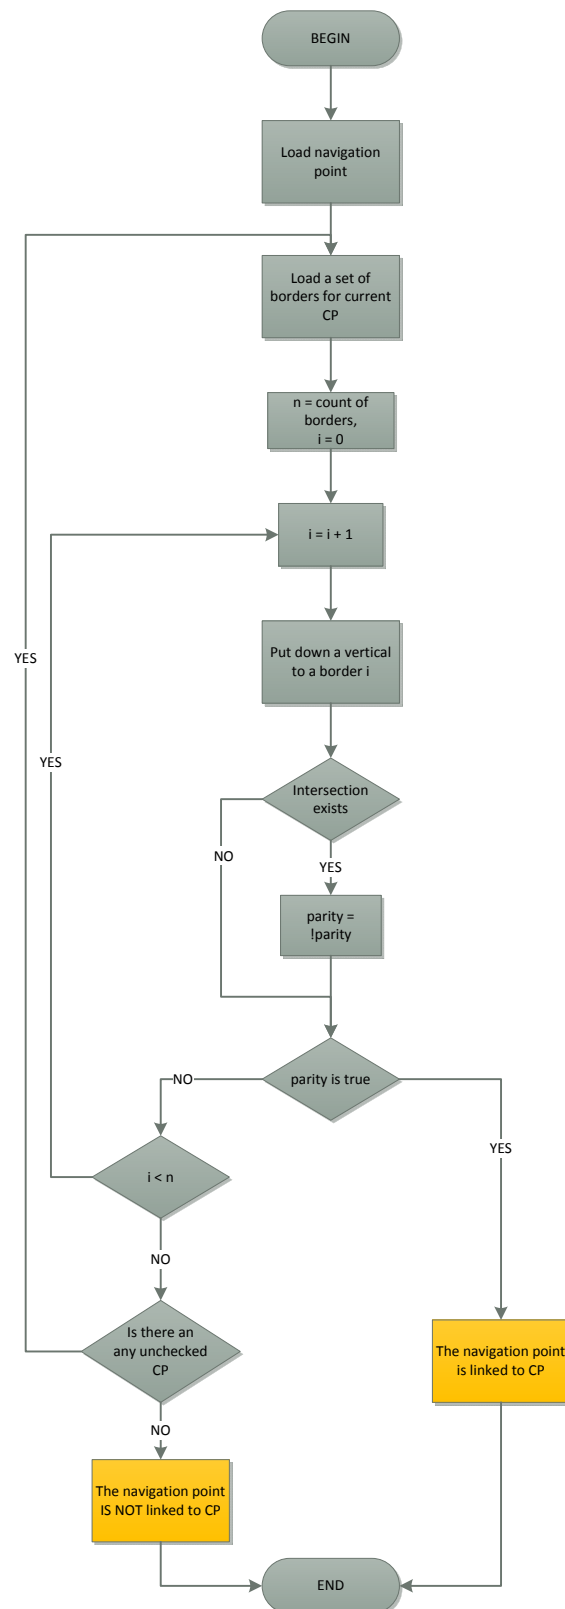 BEGIN
Load navigation
point
Load a set of
borders for current
CP
n = count of
borders,
i = 0
i = i + 1
Put down a vertical
to a border i
YES
YES
Intersection
exists
NO
YES
parity =
!parity
parity is true
NO
YES
i < n
NO
Is there an
any unchecked
CP
The navigation point
is linked to CP
NO
The navigation point
IS NOT linked to CP
END